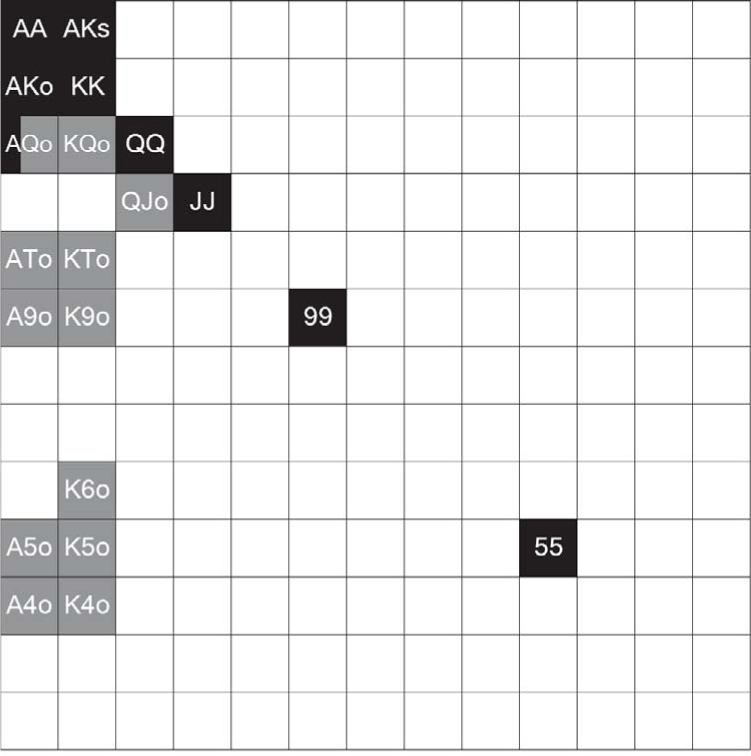 AA AKs
AKo KK
AQo KQo QQ
QJo JJ
ATo KTo
A9o K9o 99
K6o
A5o K5o 55
A4o K4o